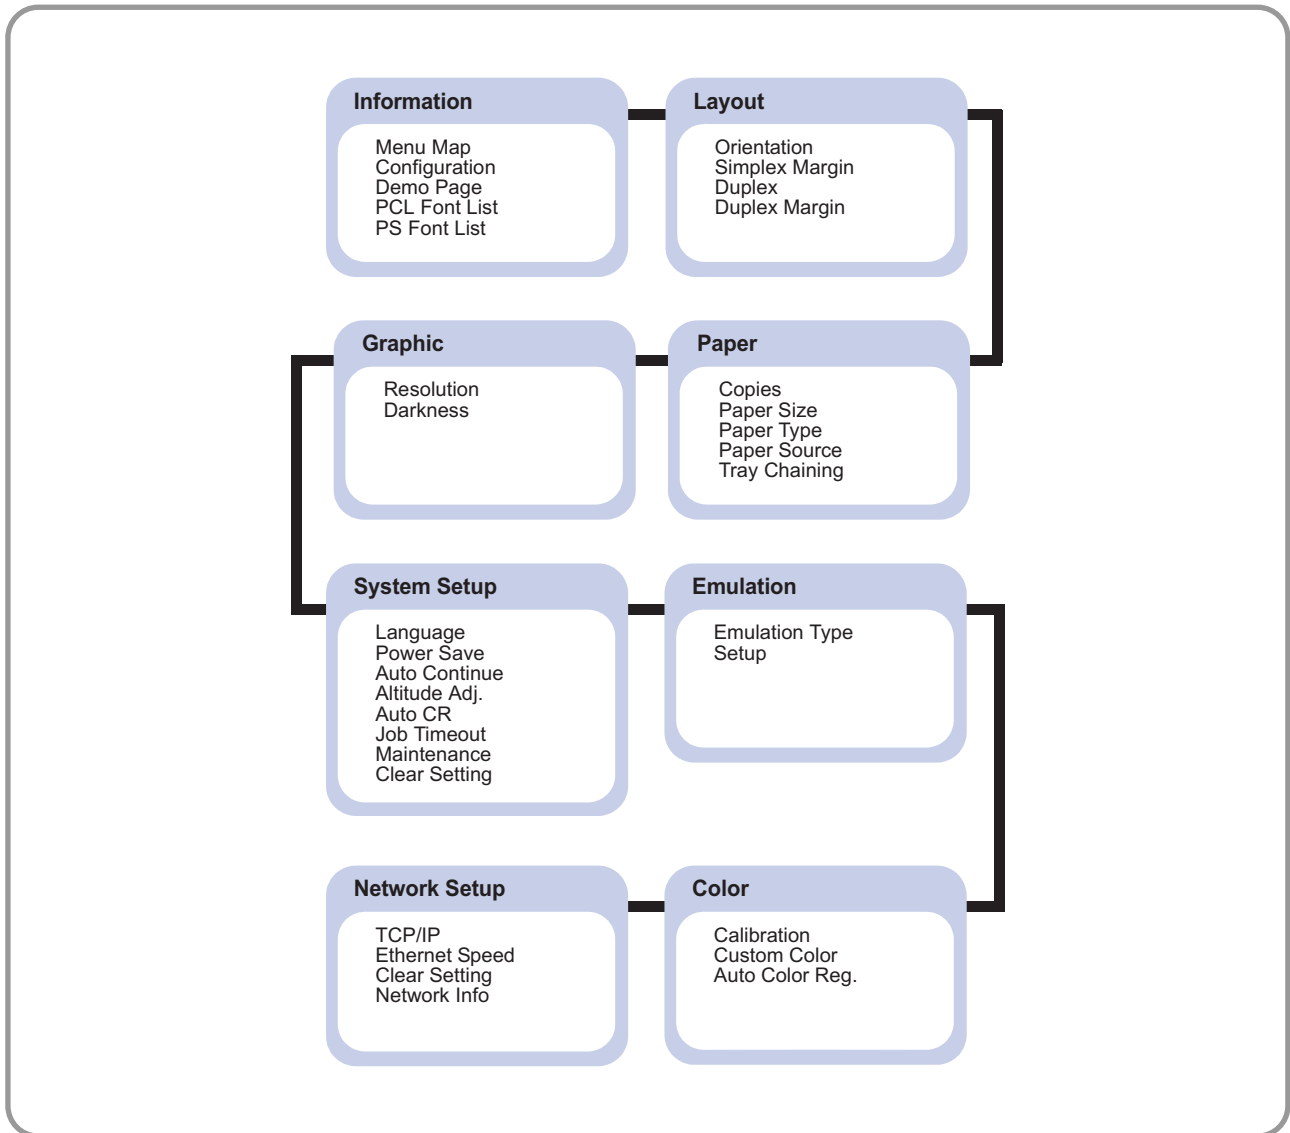 Information
Menu Map
Configuration
Demo Page
PCL Font List
PS Font List
Layout
Orientation
Simplex Margin
Duplex
Duplex Margin
Graphic
Resolution
Darkness
Paper
Copies
Paper Size
Paper Type
Paper Source
Tray Chaining
System Setup
Language
Power Save
Auto Continue
Altitude Adj.
Auto CR
Job Timeout
Maintenance
Clear Setting
Emulation
Emulation Type
Setup
Network Setup
TCP/IP
Ethernet Speed
Clear Setting
Network Info
Color
Calibration
Custom Color
Auto Color Reg.